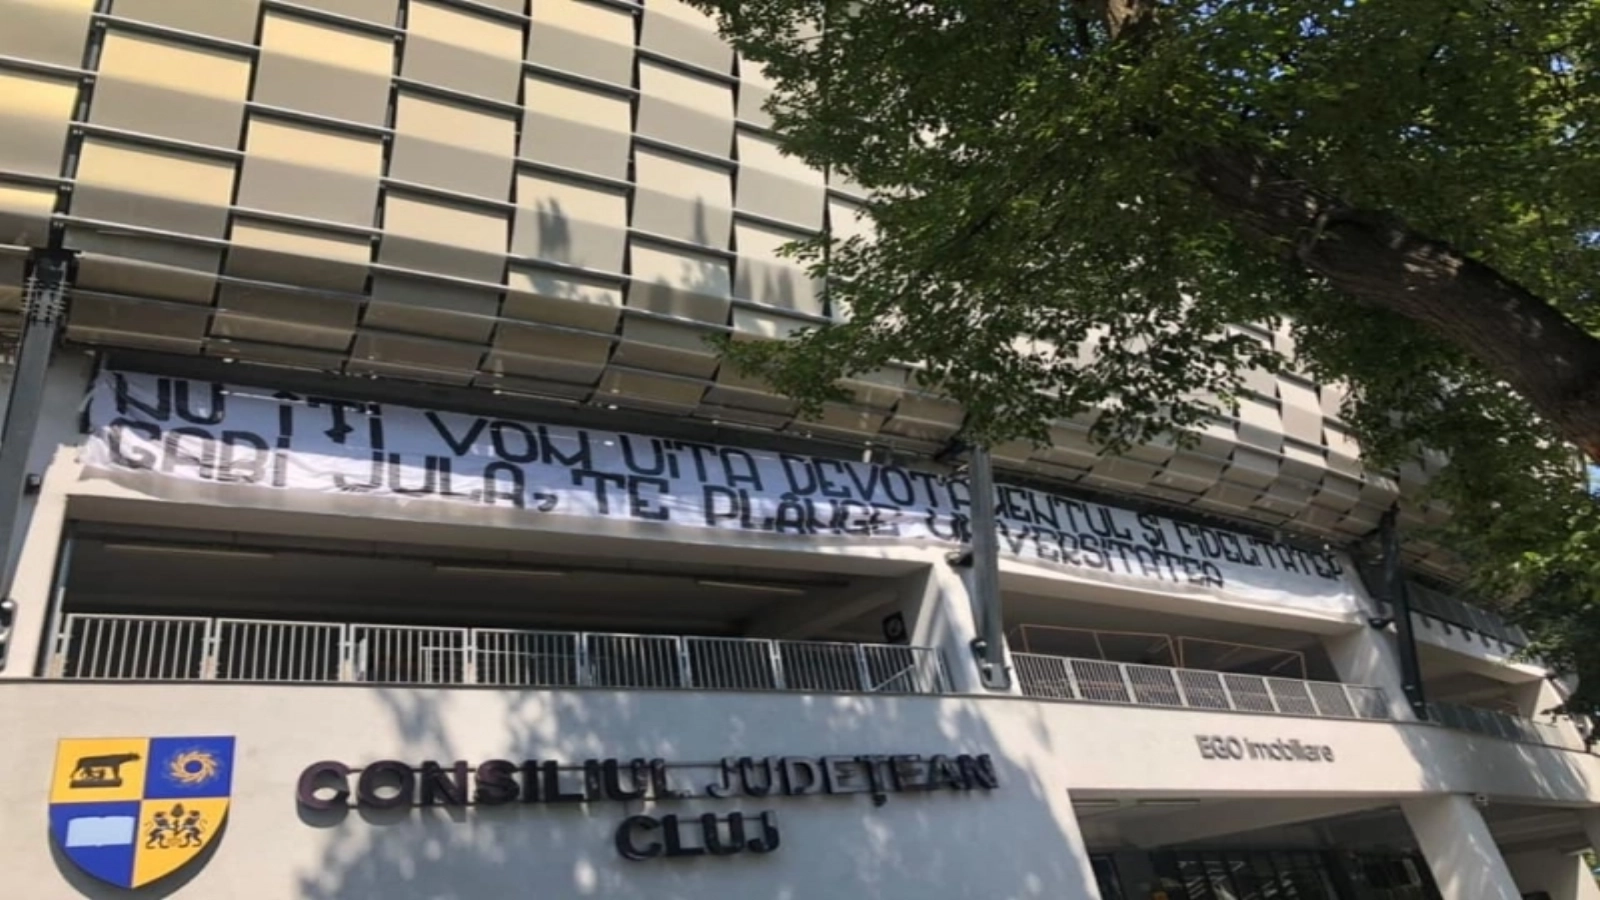 NU ÎȚI VOM UITA DEVOTAMENTUL ȘI FIDELITATEA
GABI JULA, TE PLÂNGE UNIVERSITATEA
CONSILIUL JUDEȚEAN
CLUJ
EGO imobiliare